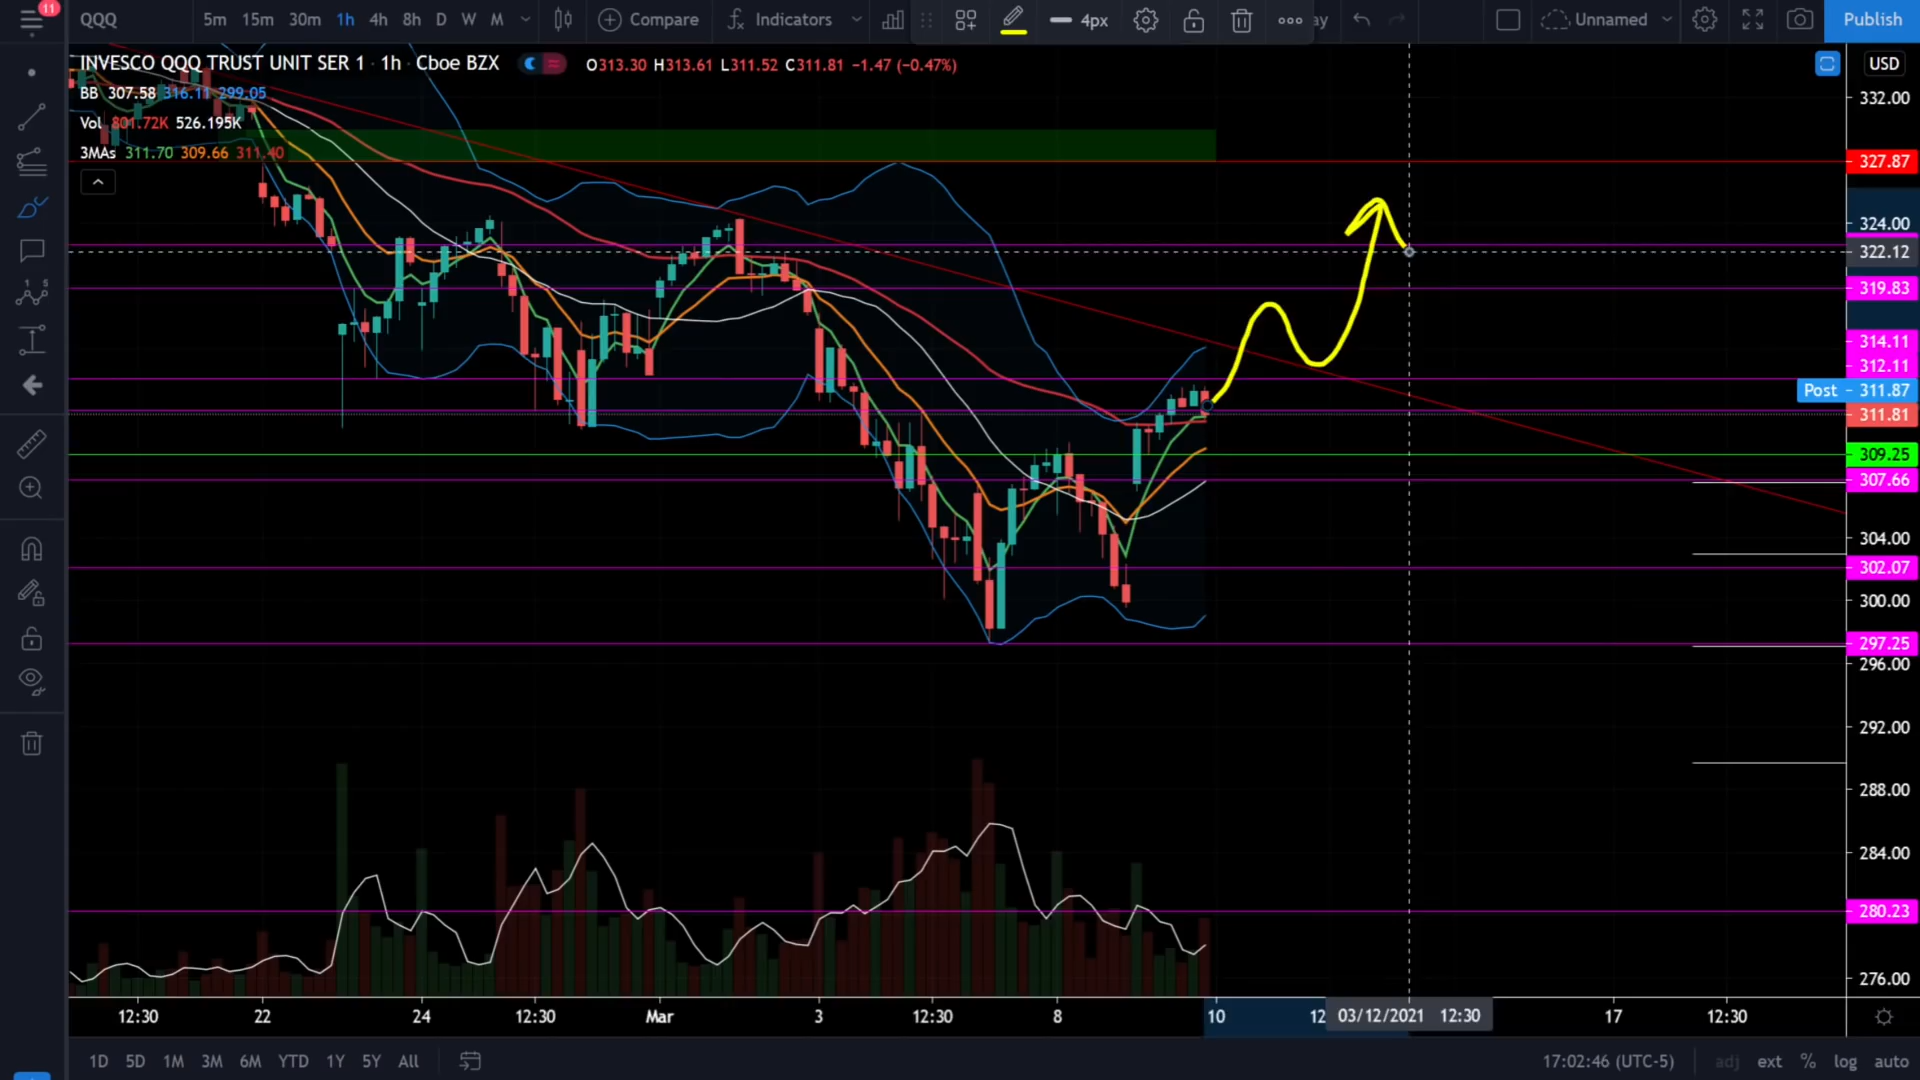 11
QQQ 5m 15m 30m 1h 4h 8h D W M Compare Indicators 4px ay Unnamed Publish
INVESCO QQQ TRUST UNIT SER 1 · 1h · Cboe BZX O313.30 H313.61 L311.52 C311.81 −1.47 (−0.47%)
BB 307.58 316.11 299.05
Vol 801.72K 526.195K
3MAs 311.70 309.66 311.40
1 5
USD
332.00
327.87
324.00
322.12
319.83
314.11
312.11
Post 311.87
311.81
309.25
307.66
304.00
302.07
300.00
297.25
296.00
292.00
288.00
284.00
280.23
276.00
12:30 22 24 12:30 Mar 3 12:30 8 10 12 03/12/2021 12:30 17 12:30
1D 5D 1M 3M 6M YTD 1Y 5Y All 17:02:46 (UTC-5) adj ext % log auto